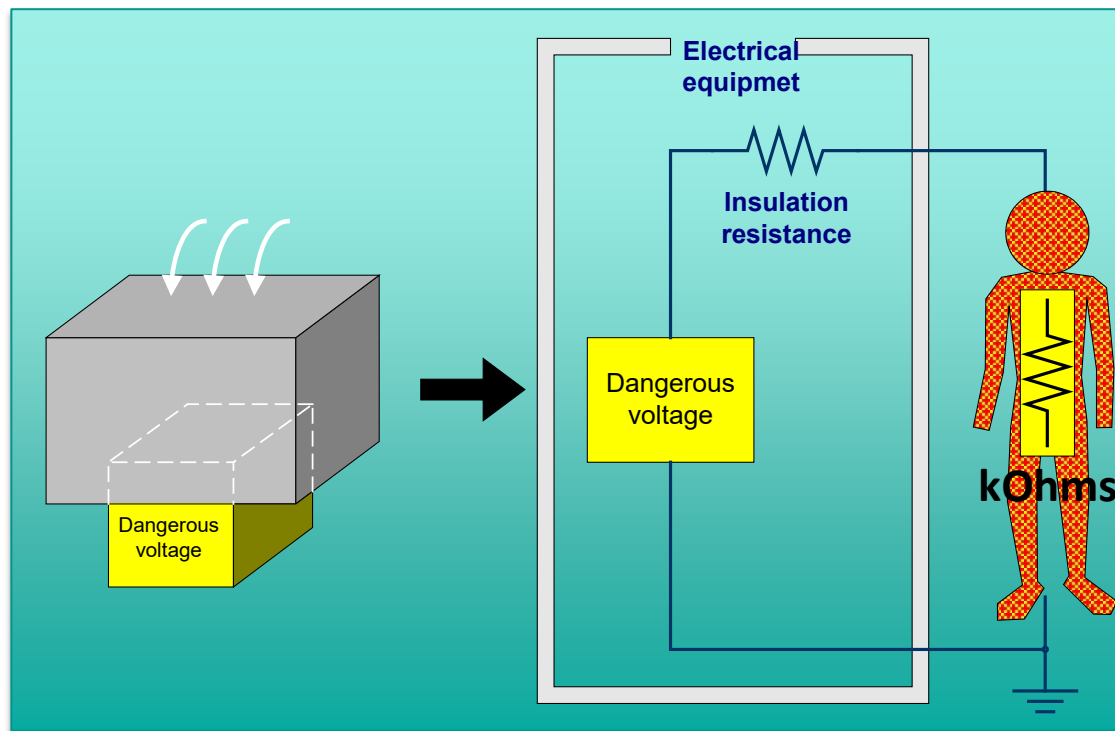 Dangerous
voltage
Electrical
equipmet
Insulation
resistance
Dangerous
voltage
kOhms